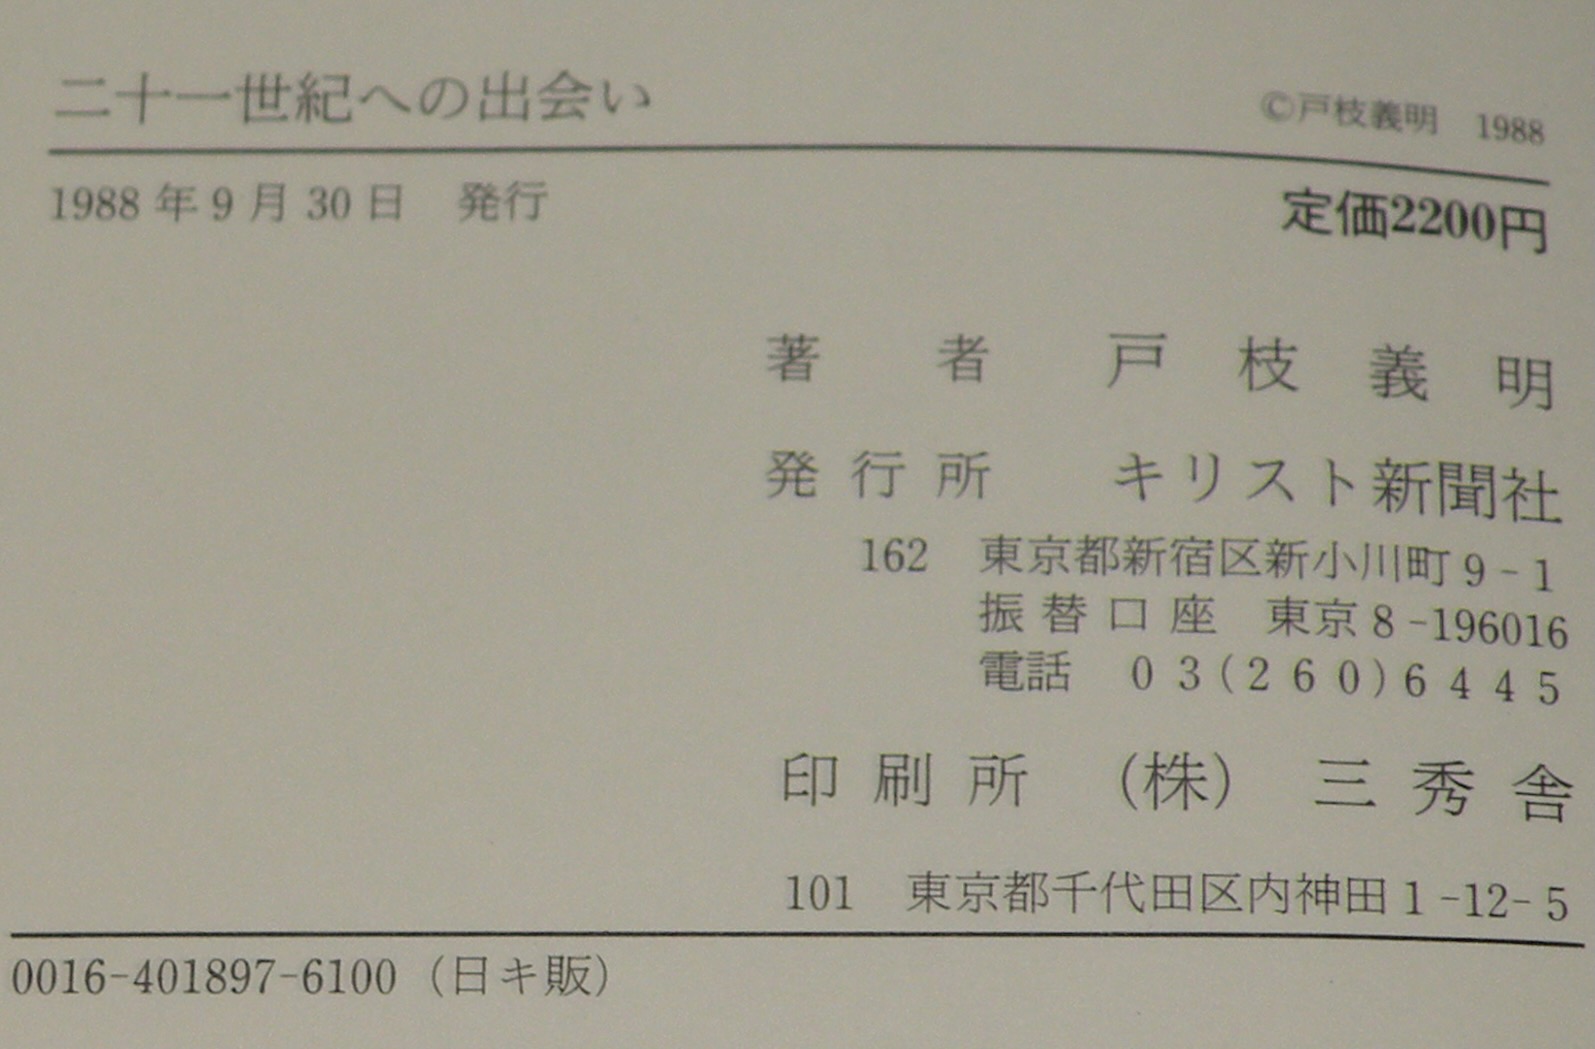 二十一世紀への出会い
©戸枝義明 1988
1988年9月30日 発行
定価2200円
著者 戸枝義明
発行所 キリスト新聞社
162 東京都新宿区新小川町9-1
振替口座 東京8-196016
電話 03(260)6445
印刷所 (株) 三秀舎
101 東京都千代田区内神田1-12-5
0016-401897-6100（日キ販）